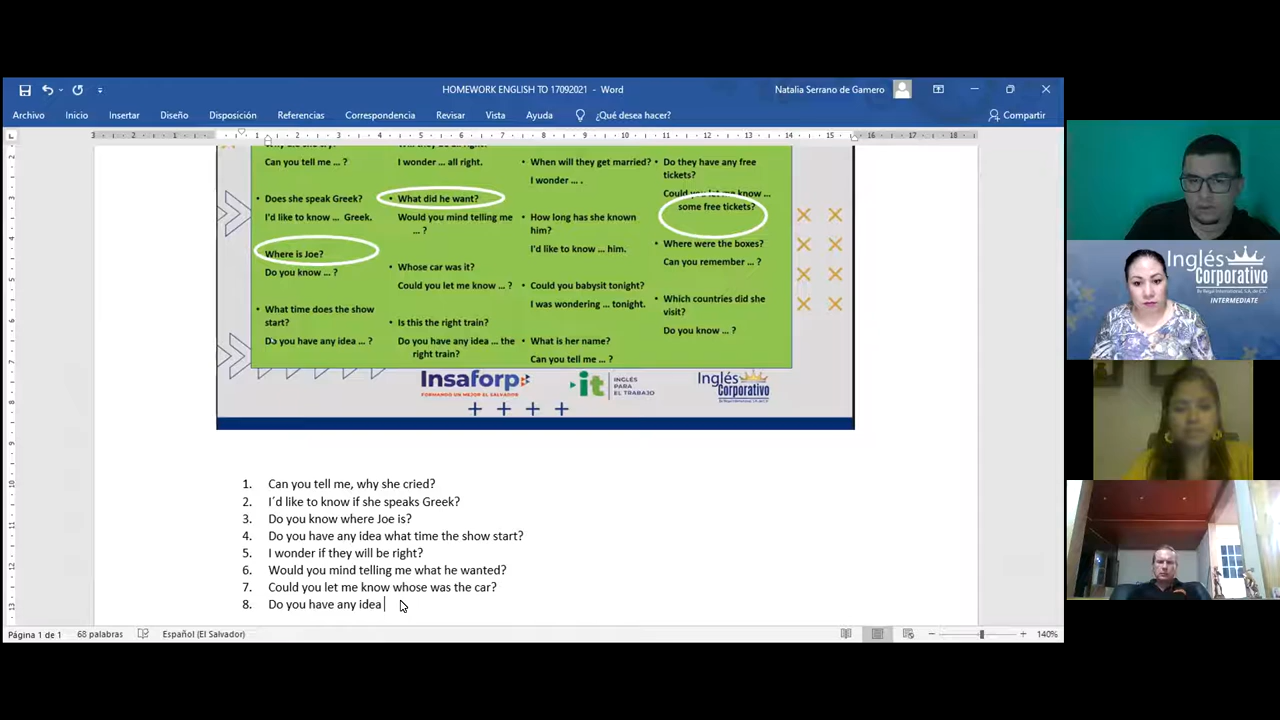 HOMEWORK ENGLISH TO 17092021 - Word
Natalia Serrano de Gamero
Archivo Inicio Insertar Diseño Disposición Referencias Correspondencia Revisar Vista Ayuda ¿Qué desea hacer? Compartir
Can you tell me ... ?
Does she speak Greek?
I'd like to know ... Greek.
Where is Joe?
Do you know ... ?
What time does the show
start?
Do you have any idea ... ?
I wonder ... all right.
• What did he want?
Would you mind telling me
... ?
• Whose car was it?
Could you let me know ... ?
• Is this the right train?
Do you have any idea ... the
right train?
• When will they get married?
I wonder ... .
• How long has she known
him?
I'd like to know ... him.
• Could you babysit tonight?
I was wondering ... tonight.
• What is her name?
Can you tell me ... ?
• Do they have any free
tickets?
Could you let me know ...
some free tickets?
• Where were the boxes?
Can you remember ... ?
• Which countries did she
visit?
Do you know ... ?
Insaforp
FORMANDO UN MEJOR EL SALVADOR
it INGLÉS
PARA
EL TRABAJO
Inglés
Corporativo
1. Can you tell me, why she cried?
2. I´d like to know if she speaks Greek?
3. Do you know where Joe is?
4. Do you have any idea what time the show start?
5. I wonder if they will be right?
6. Would you mind telling me what he wanted?
7. Could you let me know whose was the car?
8. Do you have any idea
Página 1 de 1 68 palabras Español (El Salvador) 140%
Inglés
Corporativo
INTERMEDIATE